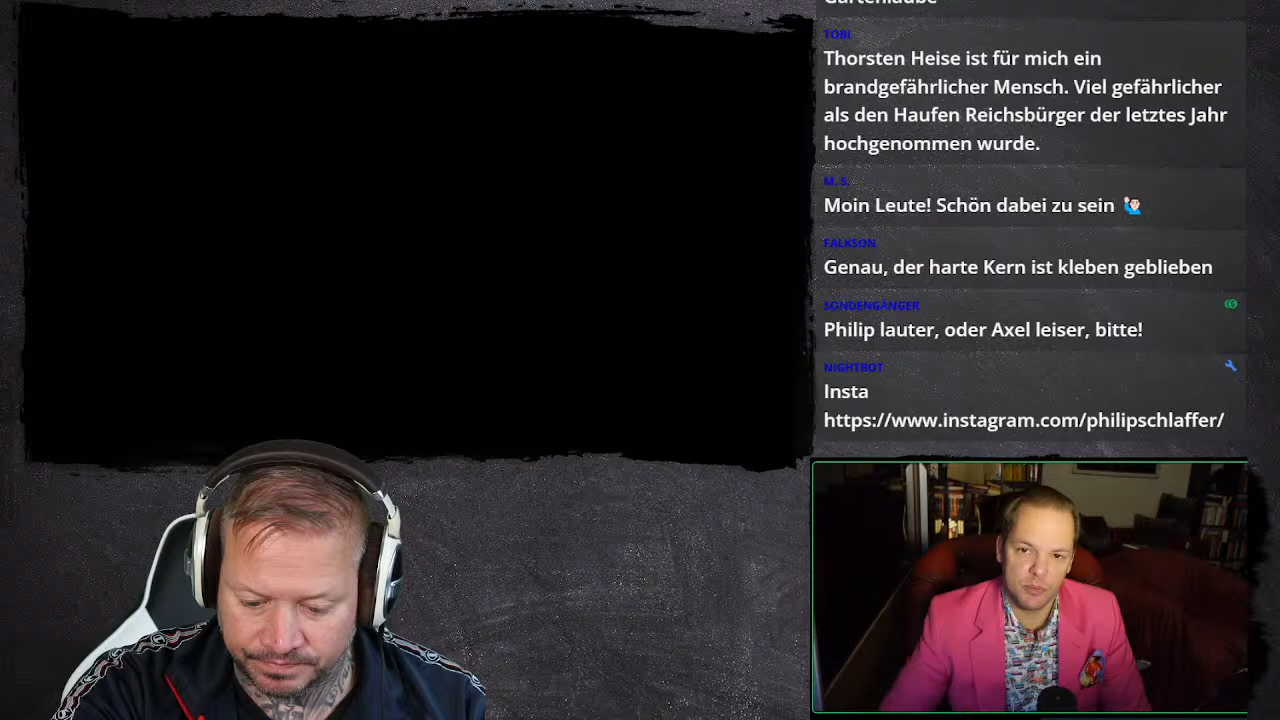 Gartenlaube
TOBI
Thorsten Heise ist für mich ein
brandgefährlicher Mensch. Viel gefährlicher
als den Haufen Reichsbürger der letztes Jahr
hochgenommen wurde.
M. S.
Moin Leute! Schön dabei zu sein
FALKSON
Genau, der harte Kern ist kleben geblieben
SONDENGÄNGER
Philip lauter, oder Axel leiser, bitte!
NIGHTBOT
Insta
https://www.instagram.com/philipschlaffer/